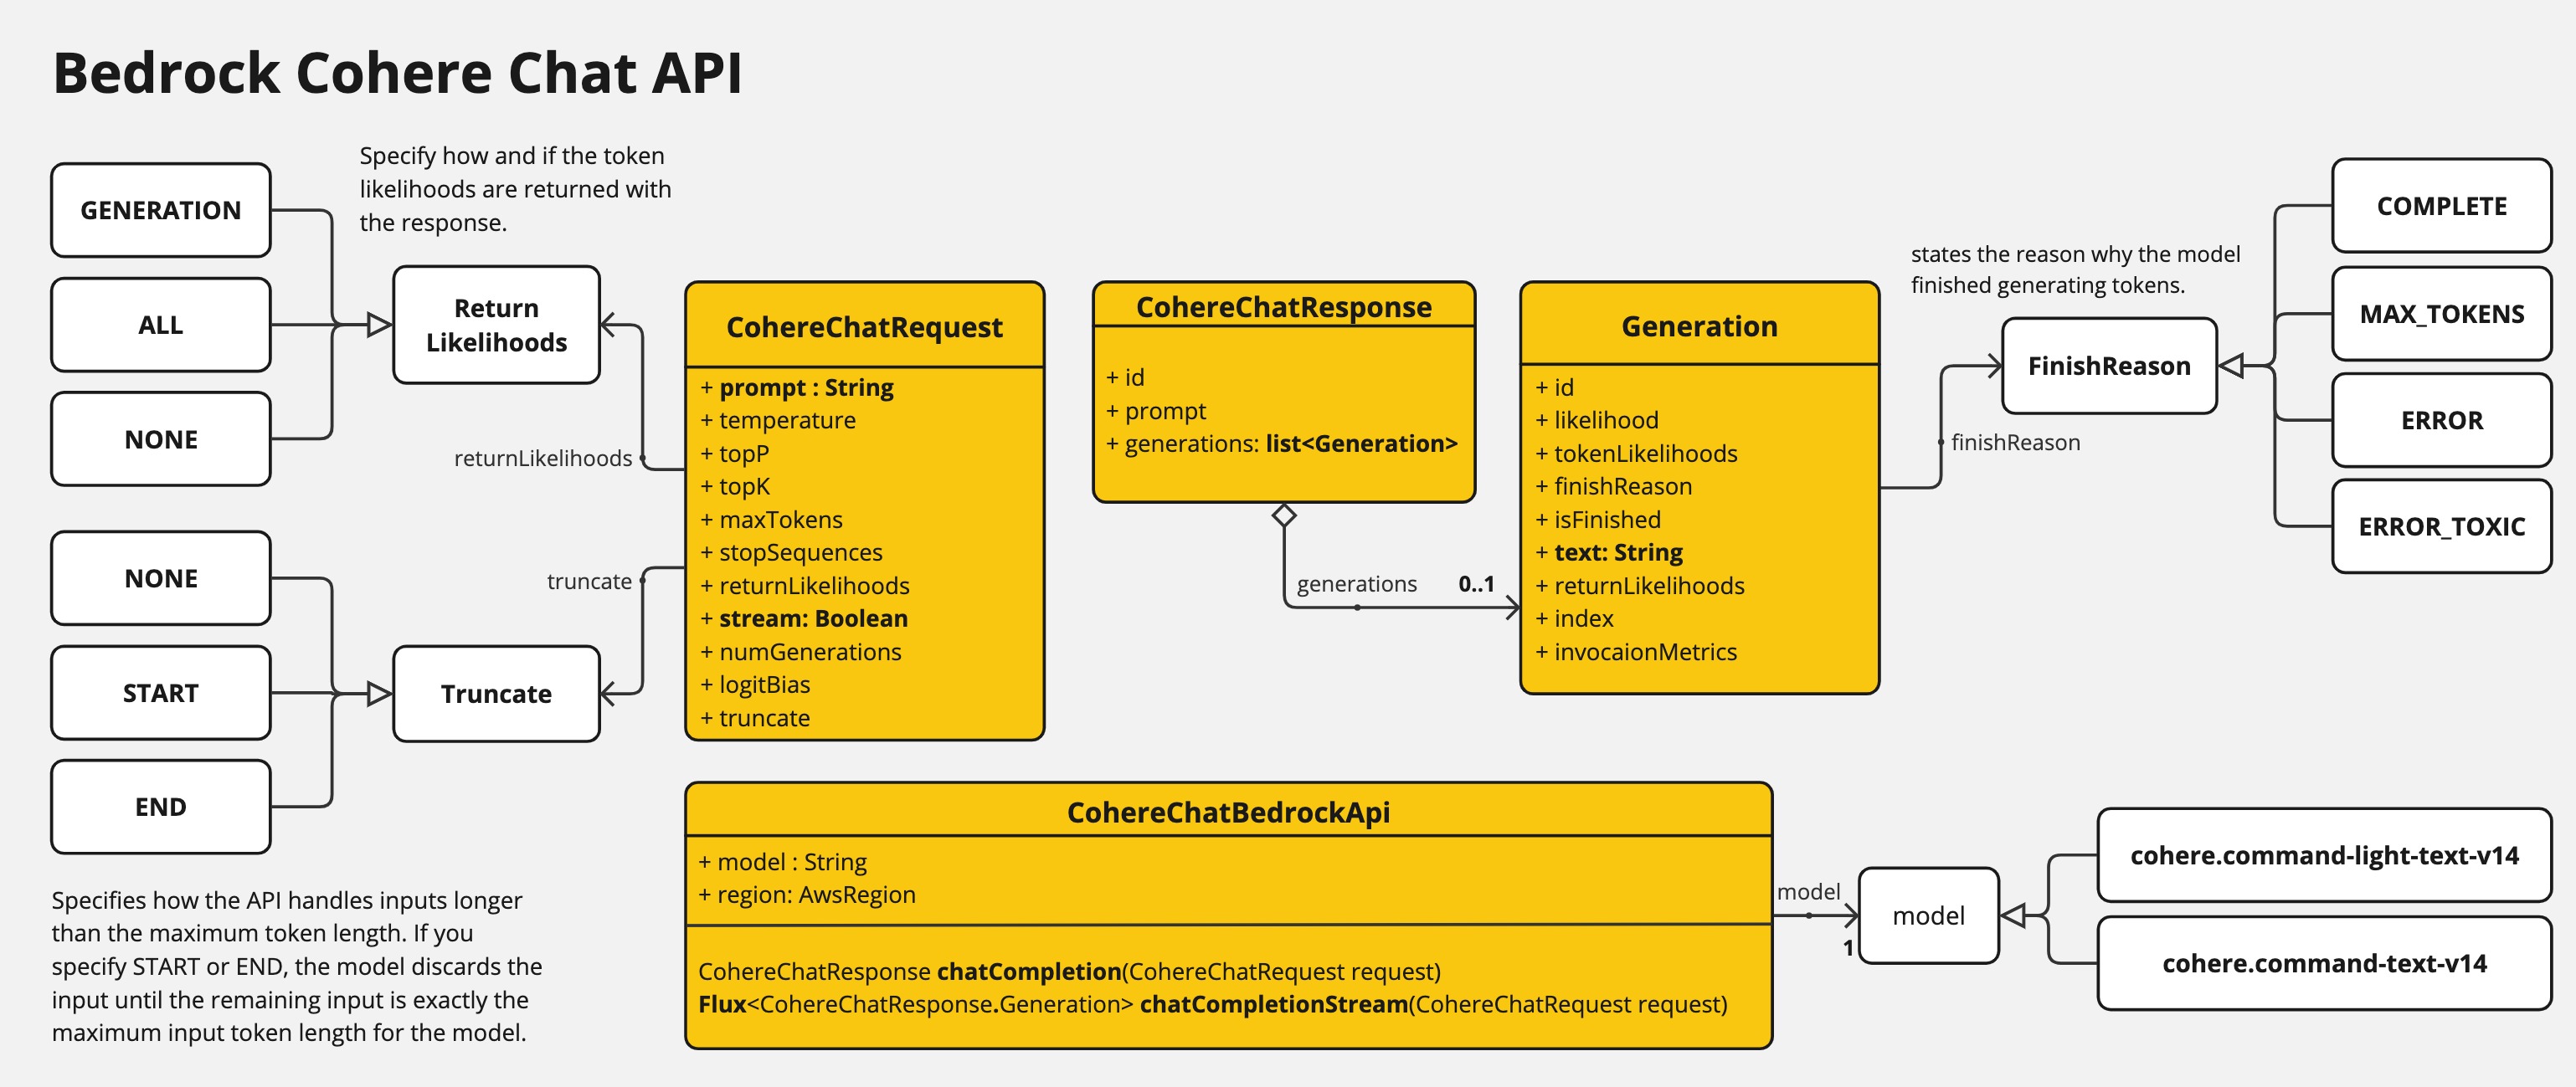 Bedrock Cohere Chat API
Specify how and if the token
likelihoods are returned with
the response.
GENERATION
ALL
NONE
Return
Likelihoods
returnLikelihoods
NONE
START
END
Truncate
truncate
Specifies how the API handles inputs longer
than the maximum token length. If you
specify START or END, the model discards the
input until the remaining input is exactly the
maximum input token length for the model.
CohereChatRequest
+ prompt : String
+ temperature
+ topP
+ topK
+ maxTokens
+ stopSequences
+ returnLikelihoods
+ stream: Boolean
+ numGenerations
+ logitBias
+ truncate
CohereChatResponse
+ id
+ prompt
+ generations: list<Generation>
generations
0..1
Generation
+ id
+ likelihood
+ tokenLikelihoods
+ finishReason
+ isFinished
+ text: String
+ returnLikelihoods
+ index
+ invocaionMetrics
states the reason why the model
finished generating tokens.
finishReason
FinishReason
COMPLETE
MAX_TOKENS
ERROR
ERROR_TOXIC
CohereChatBedrockApi
+ model : String
+ region: AwsRegion
CohereChatResponse chatCompletion(CohereChatRequest request)
Flux<CohereChatResponse.Generation> chatCompletionStream(CohereChatRequest request)
model
1
model
cohere.command-light-text-v14
cohere.command-text-v14